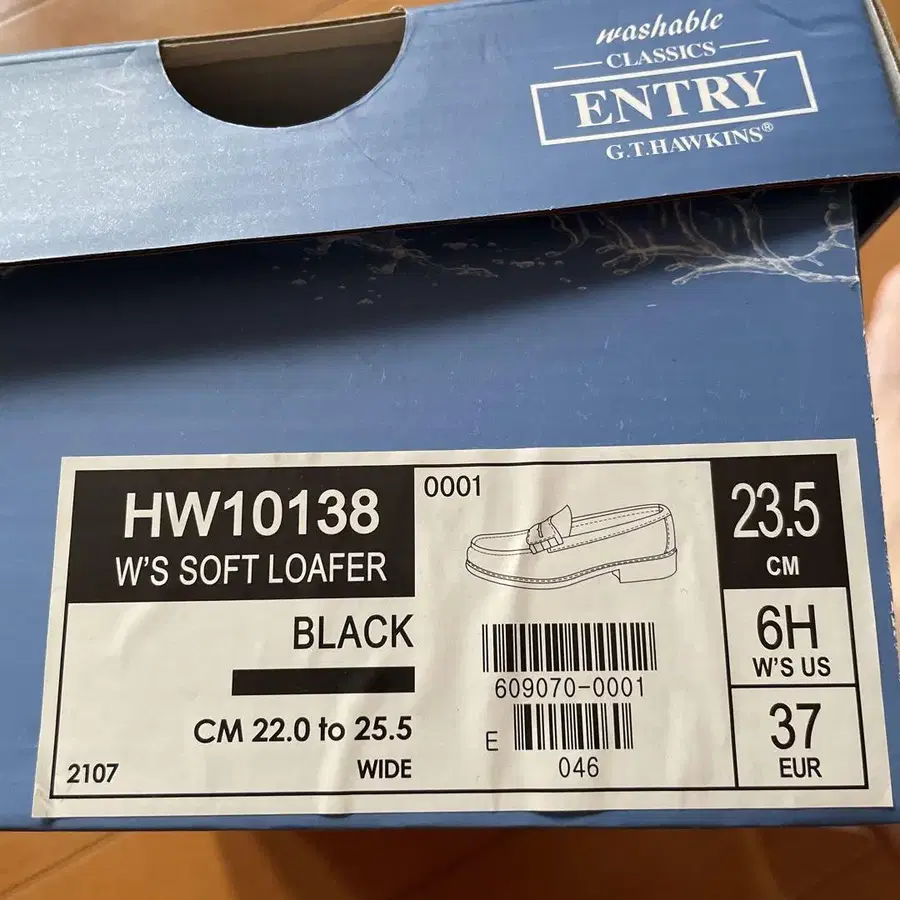 washable
CLASSICS
ENTRY
G.T.HAWKINS®
HW10138
W'S SOFT LOAFER
BLACK
CM 22.0 to 25.5
2107
WIDE
0001
609070-0001
E
046
23.5
CM
6H
W'S US
37
EUR